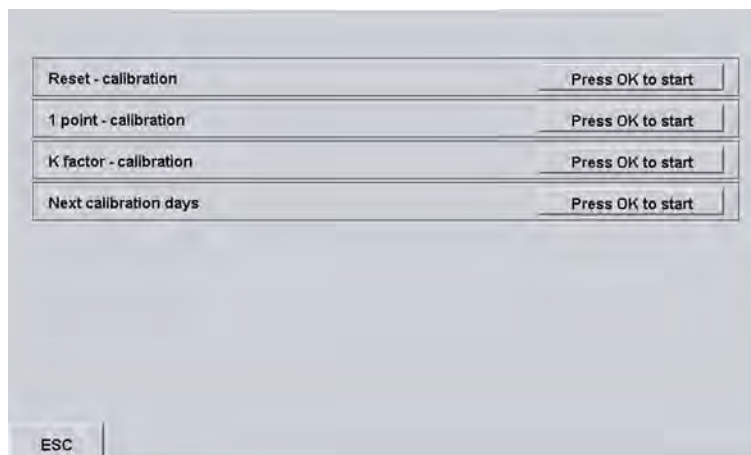 Reset - calibration Press OK to start
1 point - calibration Press OK to start
K factor - calibration Press OK to start
Next calibration days Press OK to start
ESC